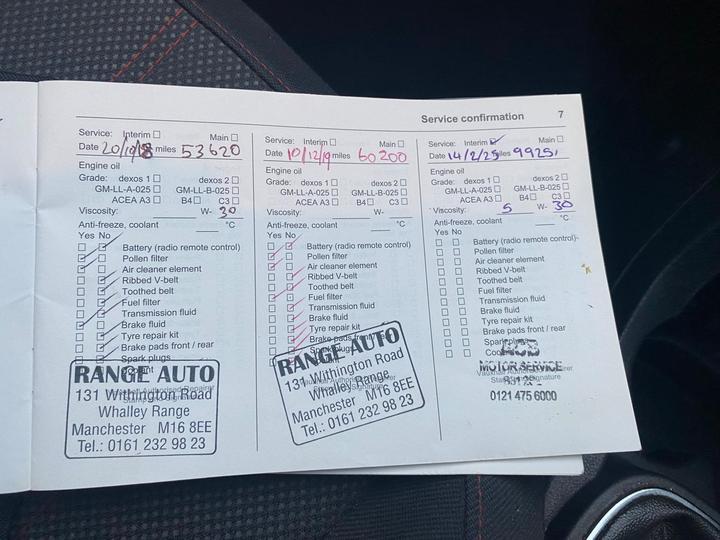 Service confirmation 7
Service: Interim Main
Date 20/10/18 miles 53620
Engine oil
Grade: dexos 1 dexos 2
GM-LL-A-025 GM-LL-B-025
ACEA A3 B4 C3
Viscosity: W- 30
Anti-freeze, coolant °C
Yes No
Battery (radio remote control)
Pollen filter
Air cleaner element
Ribbed V-belt
Toothed belt
Fuel filter
Transmission fluid
Brake fluid
Tyre repair kit
Brake pads front / rear
Spark plugs
RANGE AUTO
131 Withington Road
Whalley Range
Manchester M16 8EE
Tel.: 0161 232 98 23
Service: Interim Main
Date 10/12/19 miles 60200
Engine oil
Grade: dexos 1 dexos 2
GM-LL-A-025 GM-LL-B-025
ACEA A3 B4 C3
Viscosity: W-
Anti-freeze, coolant °C
Yes No
Battery (radio remote control)
Pollen filter
Air cleaner element
Ribbed V-belt
Toothed belt
Fuel filter
Transmission fluid
Brake fluid
Tyre repair kit
Brake pads front / rear
RANGE AUTO
131 Withington Road
Whalley Range
Manchester M16 8EE
Tel.: 0161 232 98 23
Service: Interim Main
Date 14/2/25 miles 99251
Engine oil
Grade: dexos 1 dexos 2
GM-LL-A-025 GM-LL-B-025
ACEA A3 B4 C3
Viscosity: 5 W- 30
Anti-freeze, coolant °C
Yes No
Battery (radio remote control)
Pollen filter
Air cleaner element
Ribbed V-belt
Toothed belt
Fuel filter
Transmission fluid
Brake fluid
Tyre repair kit
Brake pads front / rear
Spark plugs
MOTOR SERVICE
0121 475 6000